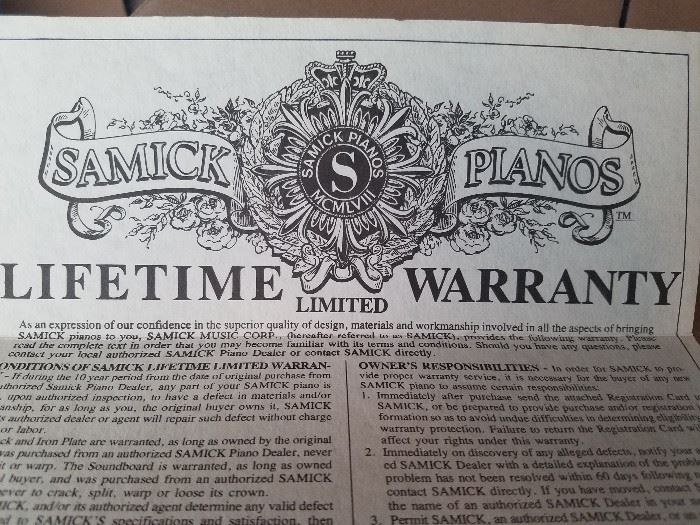 SAMICK
PIANOS
SAMICK PIANOS
S
MCMLVIII
TM
LIFETIME
LIMITED
WARRANTY
As an expression of our confidence in the superior quality of design, materials and workmanship involved in all the aspects of bringing
SAMICK pianos to you, SAMICK MUSIC CORP., (hereafter referred to as SAMICK), provides the following warranty. Please
read the complete text in order that you may become familiar with its terms and conditions. Should you have any questions, please
contact your local authorized SAMICK Piano Dealer or contact SAMICK directly.
ONDITIONS OF SAMICK LIFETIME LIMITED WARRAN-
- If during the 10 year period from the date of original purchase from
uthorized Samick Piano Dealer, any part of your SAMICK piano is
, upon authorized inspection, to have a defect in materials and/or
anship, for as long as you, the original buyer owns it, SAMICK
s authorized dealer or agent will repair such defect without charge
or labor.
ck and Iron Plate are warranted, as long as owned by the original
was purchased from an authorized SAMICK Piano Dealer, never
it or warp. The Soundboard is warranted, as long as owned
l buyer, and was purchased from an authorized SAMICK
ever to crack, split, warp or loose its crown.
ICK, and/or its authorized agent determine any valid defect
d to SAMICK'S specifications and satisfaction, then
OWNER'S RESPONSIBILITIES - In order for SAMICK to pro-
vide proper warranty service, it is necessary for the buyer of any new
SAMICK piano to assume certain responsibilities:
1. Immediately after purchase send the attached Registration Card
SAMICK, or be prepared to provide purchase and/or registration
formation so as to avoid undue difficulties to determining eligibility
warranty protection. Failure to return the Registration Card wi
affect your rights under this warranty.
2. Immediately on discovery of any alleged defects, notify your a
ed SAMICK Dealer with a detailed explanation of the prob
problem has not been resolved within 60 days following n
contact SAMICK directly. If you have moved, contact
the name of an authorized SAMICK Dealer in your
3. Permit SAMICK, an authorized SAMICK Dealer, or a